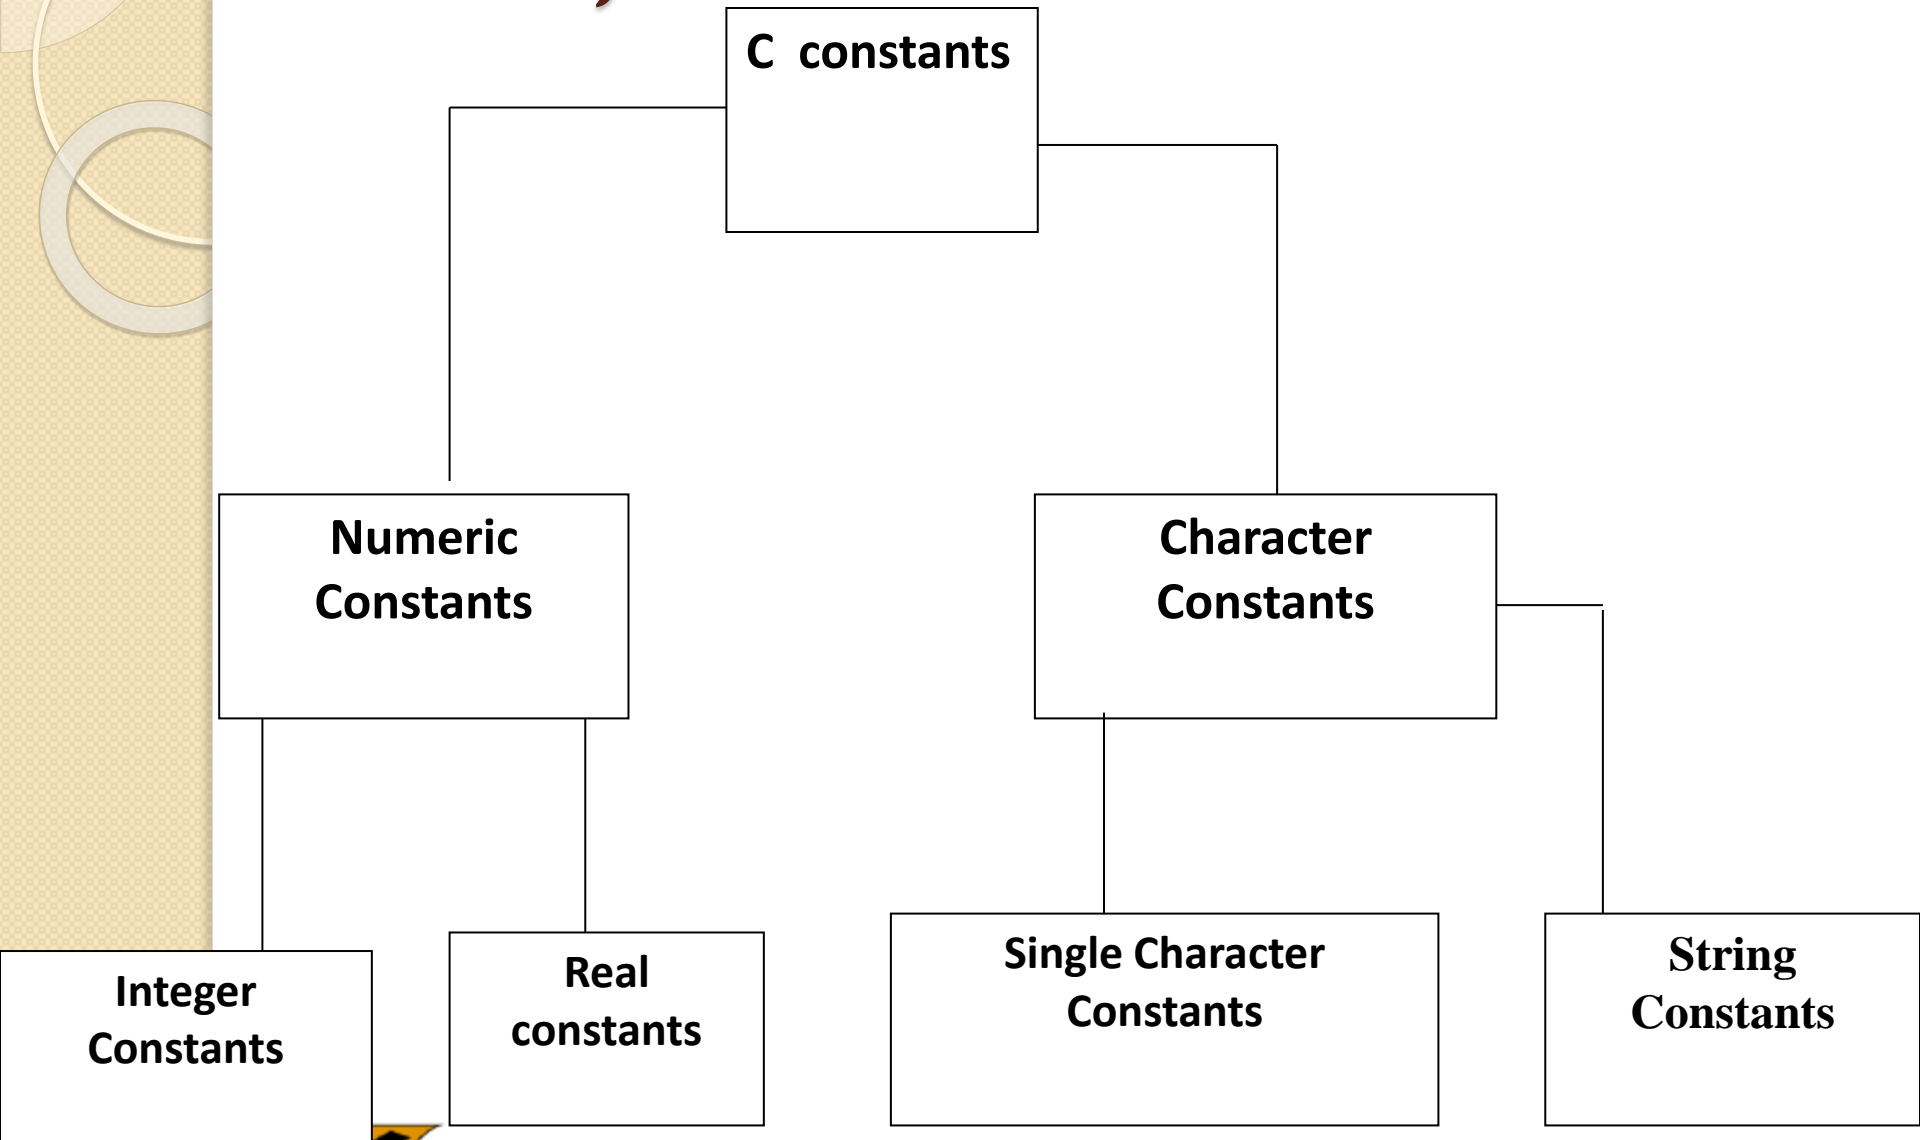 C  constants
Numeric
Constants
Character
Constants
Integer
Constants
Real
constants
Single Character
Constants
String
Constants